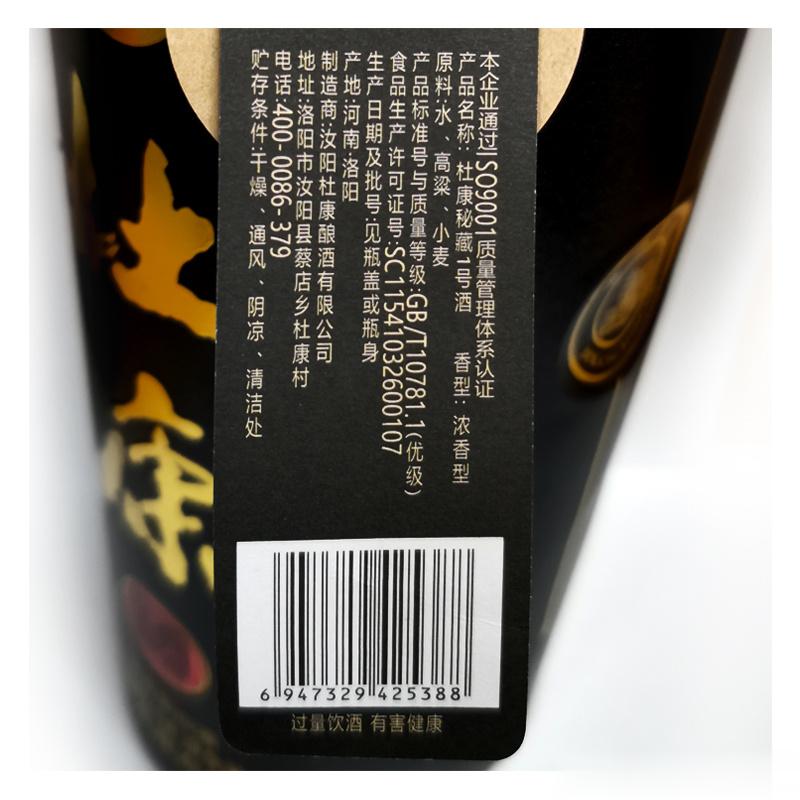 本企业通过ISO9001质量管理体系认证
产品名称：杜康秘藏1号酒 香型：浓香型
原料：水、高粱、小麦
产品标准号与质量等级：GB/T10781.1(优级)
食品生产许可证号：SC11541032600107
生产日期及批号：见瓶盖或瓶身
产地：河南·洛阳
制造商：汝阳杜康酿酒有限公司
地址：洛阳市汝阳县蔡店乡杜康村
电话：400-0086-379
贮存条件：干燥、通风、阴凉、清洁处
6 947329 425388
过量饮酒 有害健康
康